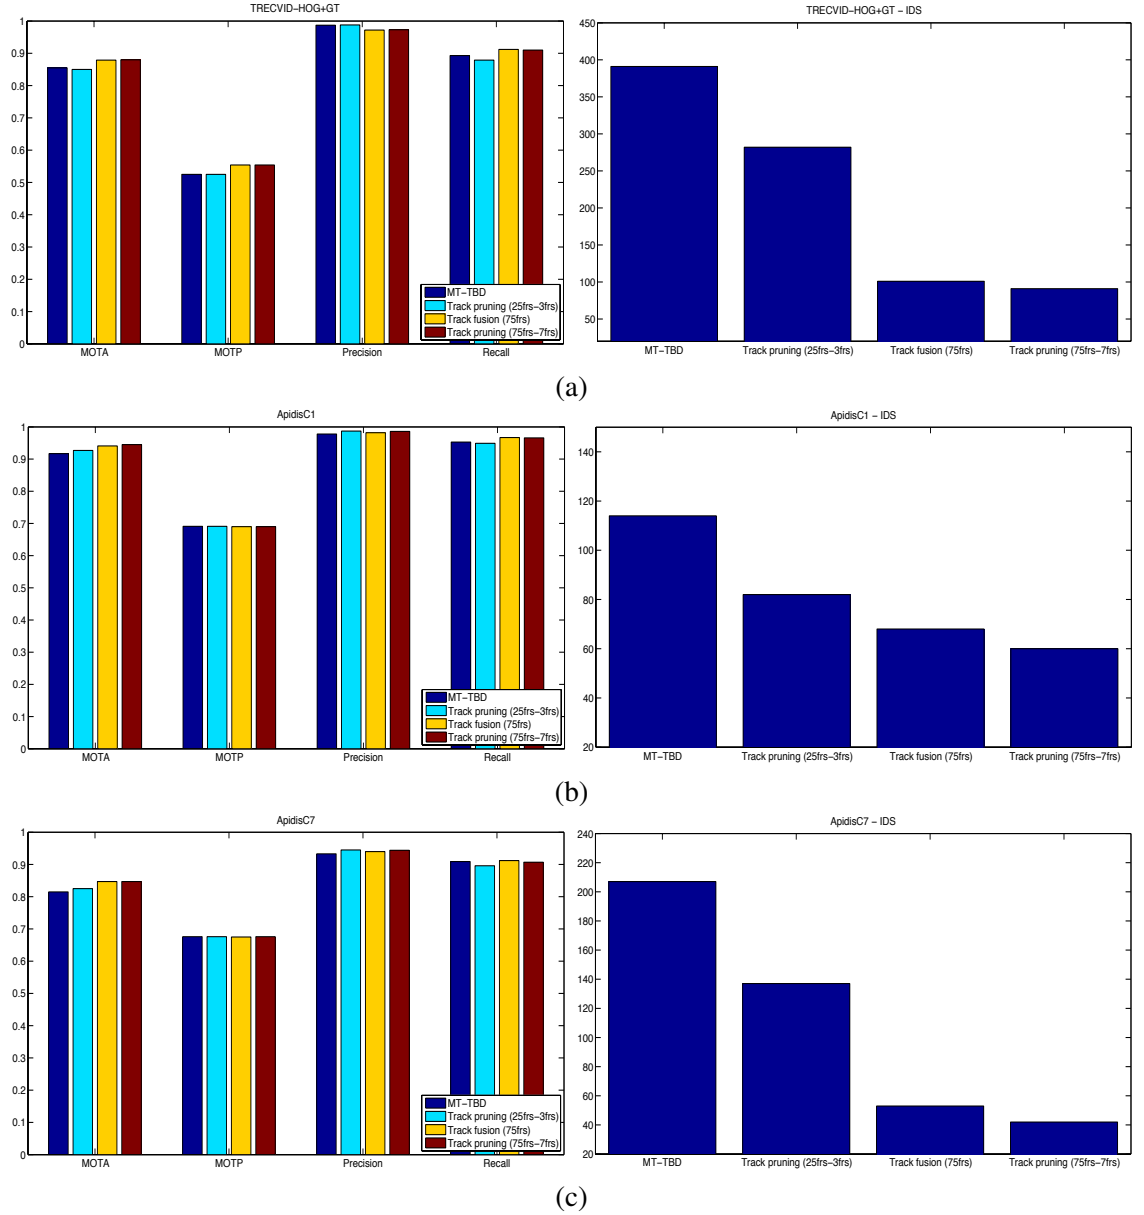 TRECVID−HOG+GT
1
0.9
0.8
0.7
0.6
0.5
0.4
0.3
0.2
0.1
0
MOTA MOTP Precision Recall
MT−TBD
Track pruning (25frs−3frs)
Track fusion (75frs)
Track pruning (75frs−7frs)
TRECVID−HOG+GT − IDS
450
400
350
300
250
200
150
100
50
MT−TBD Track pruning (25frs−3frs) Track fusion (75frs) Track pruning (75frs−7frs)
(a)
ApidisC1
1
0.9
0.8
0.7
0.6
0.5
0.4
0.3
0.2
0.1
0
MOTA MOTP Precision Recall
MT−TBD
Track pruning (25frs−3frs)
Track fusion (75frs)
Track pruning (75frs−7frs)
ApidisC1 − IDS
140
120
100
80
60
40
20
MT−TBD Track pruning (25frs−3frs) Track fusion (75frs) Track pruning (75frs−7frs)
(b)
ApidisC7
1
0.9
0.8
0.7
0.6
0.5
0.4
0.3
0.2
0.1
0
MOTA MOTP Precision Recall
MT−TBD
Track pruning (25frs−3frs)
Track fusion (75frs)
Track pruning (75frs−7frs)
ApidisC7 − IDS
240
220
200
180
160
140
120
100
80
60
40
20
MT−TBD Track pruning (25frs−3frs) Track fusion (75frs) Track pruning (75frs−7frs)
(c)